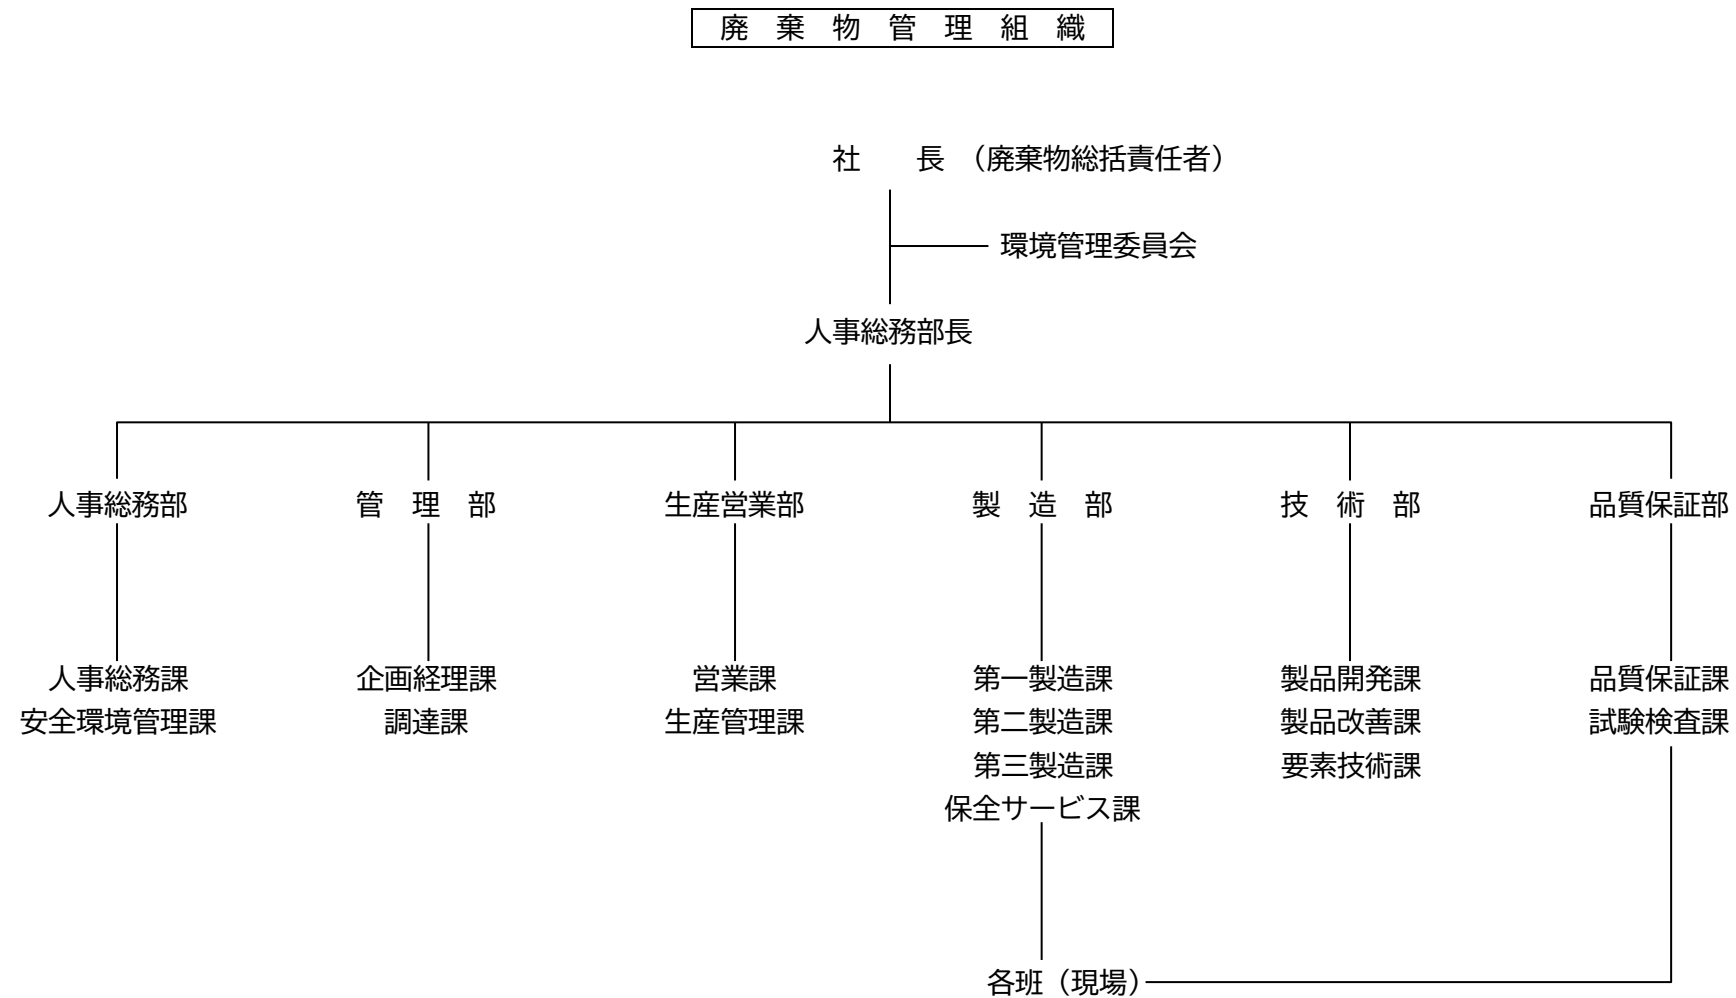 廃　棄　物　管　理　組　織
社　　長　（廃棄物総括責任者）
環境管理委員会
人事総務部長
人事総務部　管　理　部　生産営業部　製　造　部　技　術　部　品質保証部
人事総務課　企画経理課　営業課　第一製造課　製品開発課　品質保証課
安全環境管理課　調達課　生産管理課　第二製造課　製品改善課　試験検査課
第三製造課　要素技術課
保全サービス課
各班（現場）